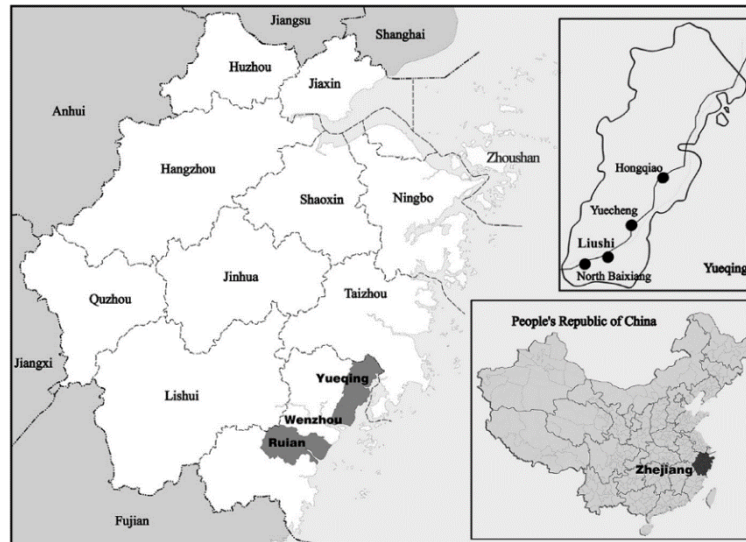 Jiangsu
Shanghai
Huzhou
Jiaxin
Anhui
Hangzhou
Zhoushan
Shaoxin
Ningbo
Jinhua
Quzhou
Taizhou
Jiangxi
Lishui
Yueqing
Wenzhou
Ruian
Fujian
Hongqiao
Yuecheng
Liushi
North Baixiang
Yueqing
People's Republic of China
Zhejiang